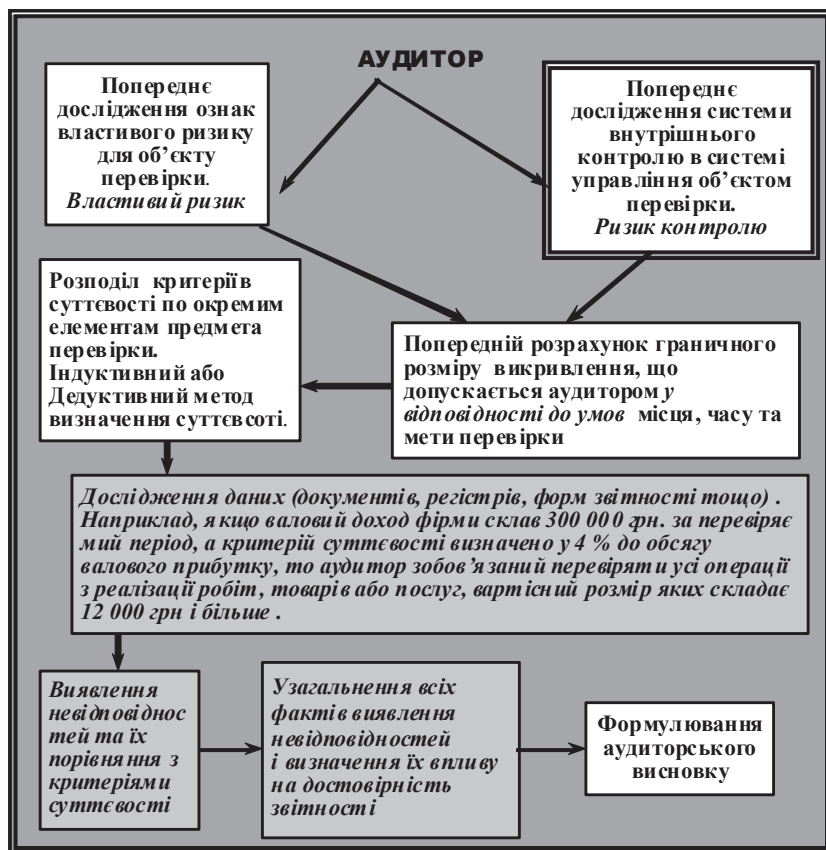 АУДИТОР
Попереднє
дослідження ознак
властивого ризику
для об’єкту
перевірки.
Властивий ризик
Попереднє
дослідження системи
внутрішнього
контролю в системі
управління об’єктом
перевірки.
Ризик контролю
Розподіл критеріїв
суттєвості по окремим
елементам предмета
перевірки.
Індуктивний або
Дедуктивний метод
визначення суттєвсоті.
Попередній розрахунок граничного
розміру викривлення, що
допускається аудитором у
відповідності до умов місця, часу та
мети перевірки
Дослідження даних (документів, регістрів, форм звітності тощо) .
Наприклад, якщо валовий доход фірми склав 300 000 грн. за перевіряє
мий період, а критерій суттєвості визначено у 4 % до обсягу
валового прибутку, то аудитор зобов’язаний перевіряти усі операції
з реалізації робіт, товарів або послуг, вартісний розмір яких складає
12 000 грн і більше .
Виявлення
невідповіднос
тей та їх
порівняння з
критеріями
суттєвості
Узагальнення всіх
фактів виявлення
невідповідностей
і визначення їх впливу
на достовірність
звітності
Формулювання
аудиторського
висновку